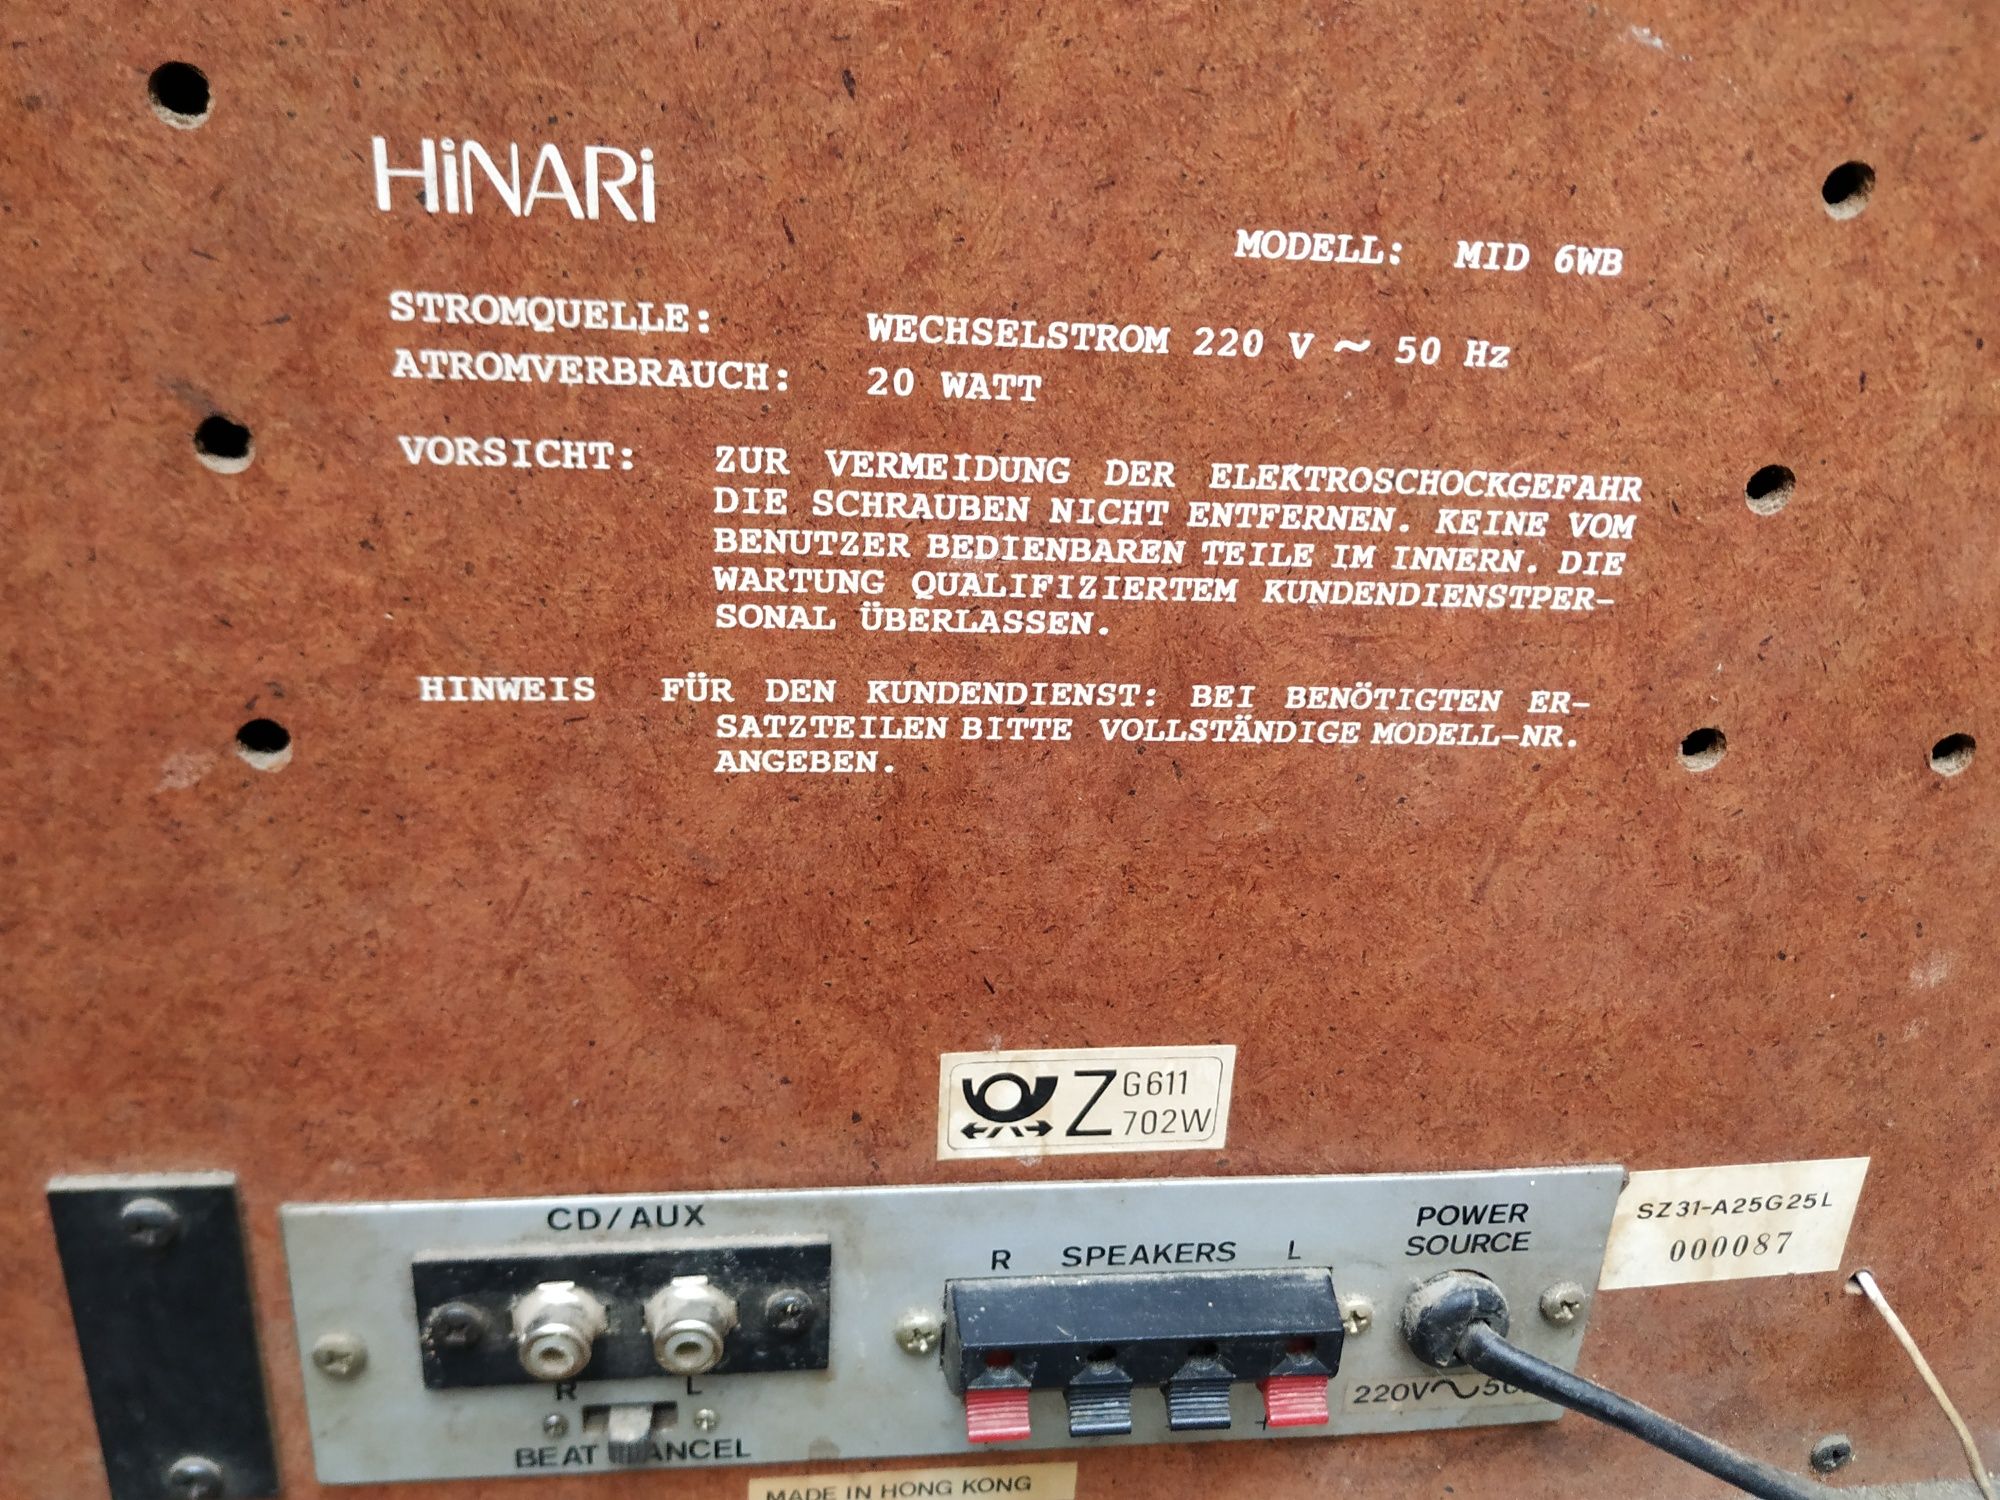 HiNARi
MODELL: MID 6WB
STROMQUELLE: WECHSELSTROM 220 V ~ 50 Hz
ATROMVERBRAUCH: 20 WATT
VORSICHT: ZUR VERMEIDUNG DER ELEKTROSCHOCKGEFAHR
DIE SCHRAUBEN NICHT ENTFERNEN. KEINE VOM
BENUTZER BEDIENBAREN TEILE IM INNERN. DIE
WARTUNG QUALIFIZIERTEM KUNDENDIENSTPER-
SONAL ÜBERLASSEN.
HINWEIS FÜR DEN KUNDENDIENST: BEI BENÖTIGTEN ER-
SATZTEILEN BITTE VOLLSTÄNDIGE MODELL-NR.
ANGEBEN.
Z G611
702W
CD/AUX
R L
BEAT CANCEL
R SPEAKERS L
POWER
SOURCE
220V~50
SZ31-A25G25L
000087
MADE IN HONG KONG